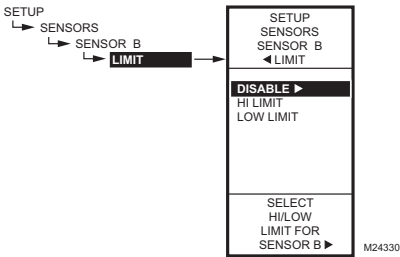 SETUP
SENSORS
SENSOR B
LIMIT
SETUP
SENSORS
SENSOR B
◄LIMIT
DISABLE ►
HI LIMIT
LOW LIMIT
SELECT
HI/LOW
LIMIT FOR
SENSOR B►
M24330